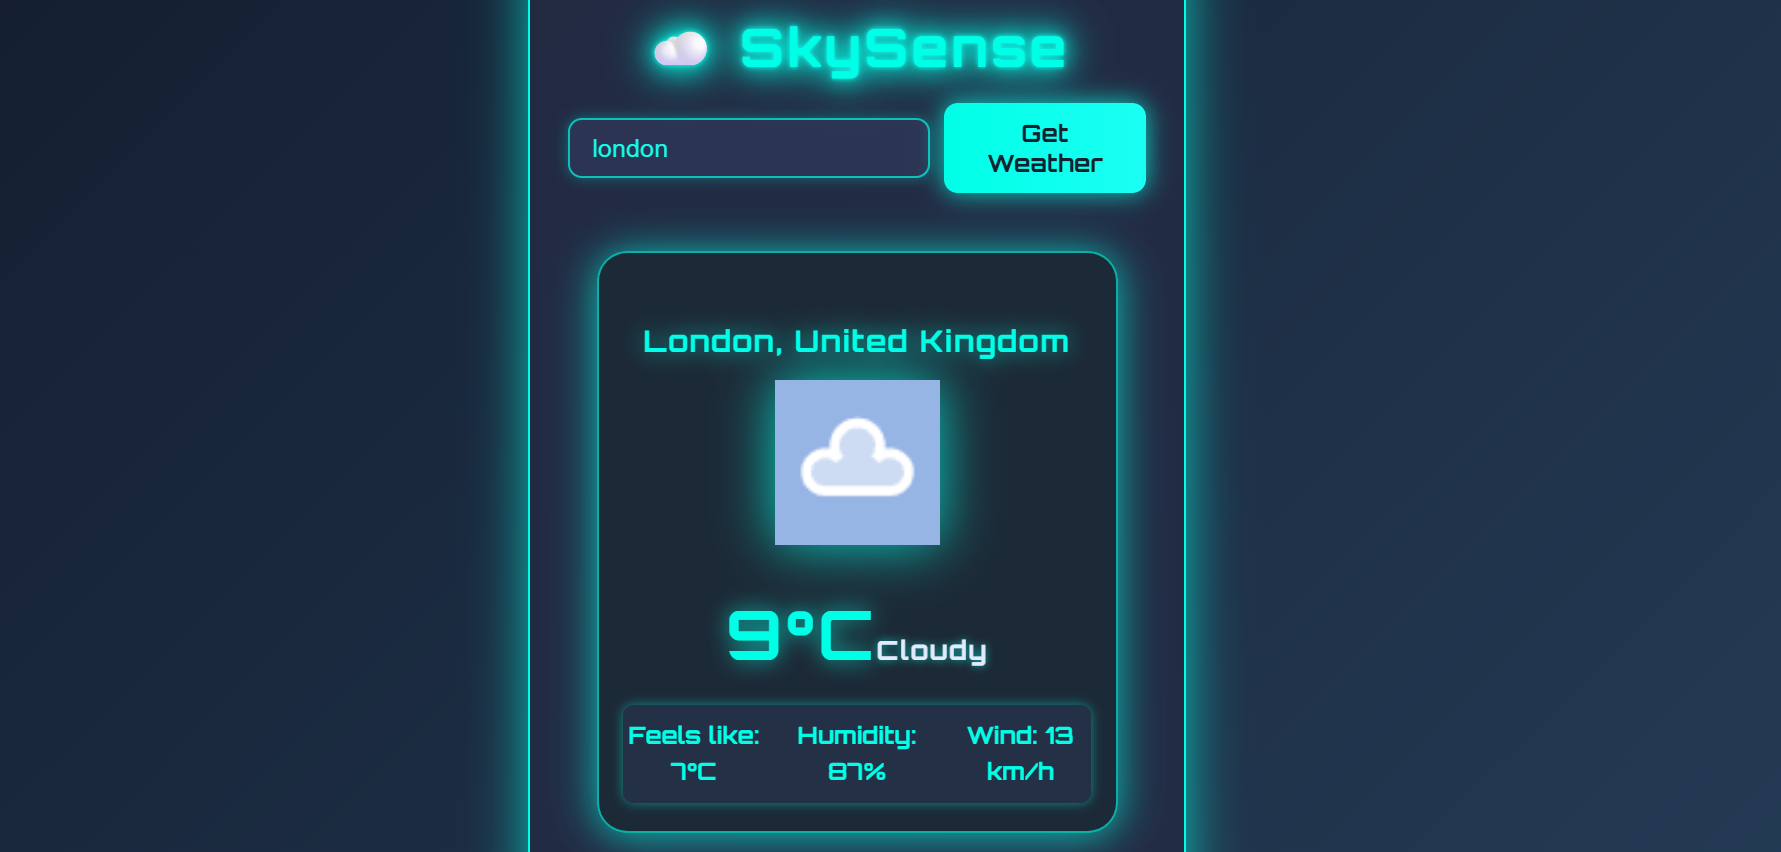 SkySense
london
Get
Weather
London, United Kingdom
9°C Cloudy
Feels like: Humidity: Wind: 13
7°C 87% km/h